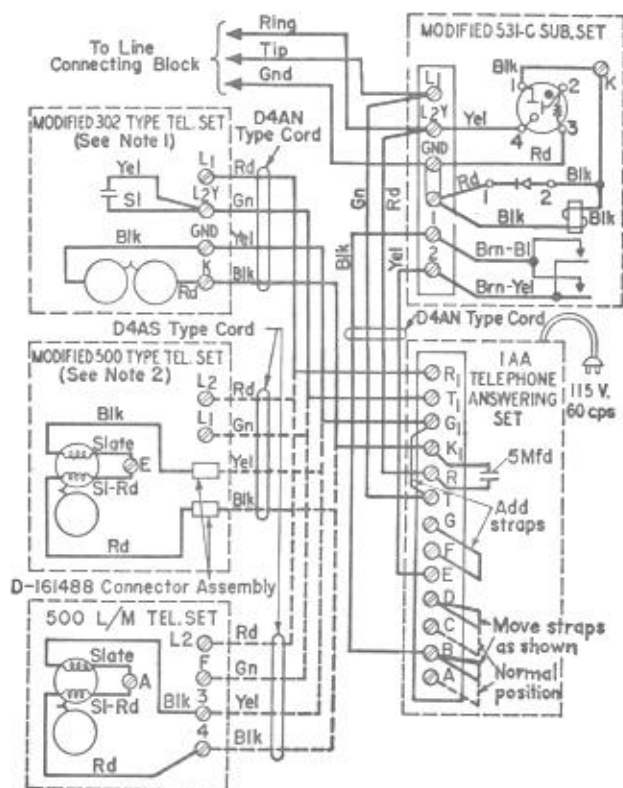 Ring
To Line
Connecting Block
Tip
Gnd
MODIFIED 531-C SUB. SET
L1
L2Y
GND
1
2
Blk
1
2
K
Yel
4
3
Rd
Rd
1
2
Blk
Blk
Blk
Brn-Bl
Brn-Yel
MODIFIED 302 TYPE TEL. SET
(See Note 1)
D4AN
Type Cord
Yel
Sl
L1
Rd
L2Y
Gn
GND
Yel
Blk
K
Blk
Rd
Gn
Rd
Blk
Yel
D4AN Type Cord
D4AS Type Cord
MODIFIED 500 TYPE TEL. SET
(See Note 2)
L2
Rd
L1
Gn
Blk
Slate
E
Yel
Sl-Rd
Blk
Rd
D-161488 Connector Assembly
1AA
TELEPHONE
ANSWERING
SET
115 V.
60 cps
R1
T1
G1
K1
R
T
G
F
E
D
C
B
A
5Mfd
Add
straps
Move straps
as shown
Normal
position
500 L/M TEL. SET
L2
Rd
F
Gn
Slate
A
Blk
3
Yel
Sl-Rd
4
Blk
Rd